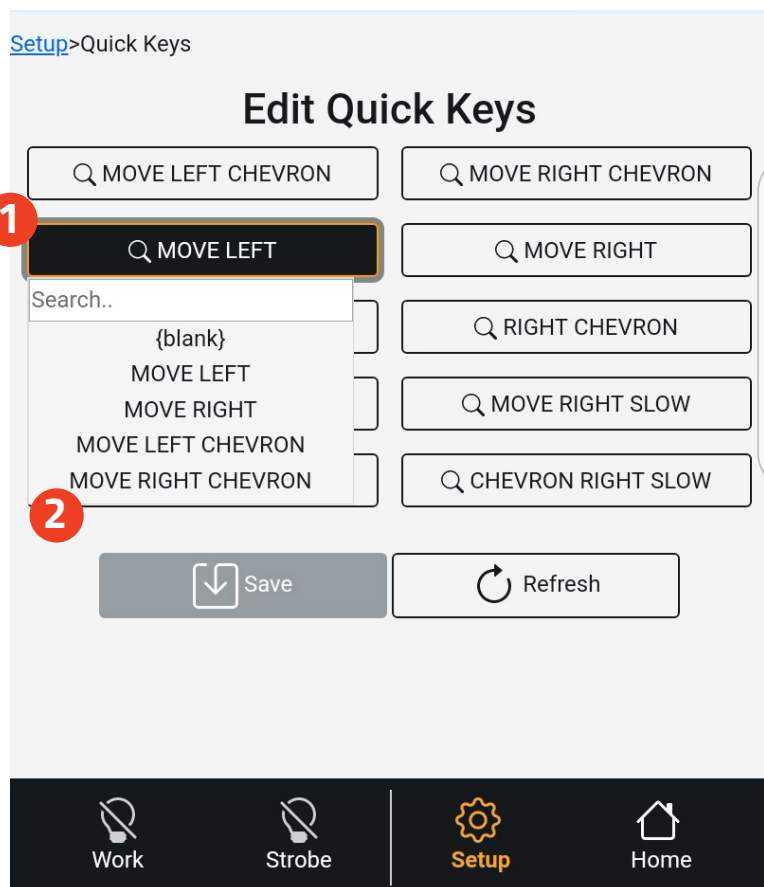 Setup>Quick Keys
Edit Quick Keys
MOVE LEFT CHEVRON
MOVE RIGHT CHEVRON
1
MOVE LEFT
MOVE RIGHT
Search..
{blank}
RIGHT CHEVRON
MOVE LEFT
MOVE RIGHT
MOVE RIGHT SLOW
MOVE LEFT CHEVRON
MOVE RIGHT CHEVRON
CHEVRON RIGHT SLOW
2
Save
Refresh
Work
Strobe
Setup
Home